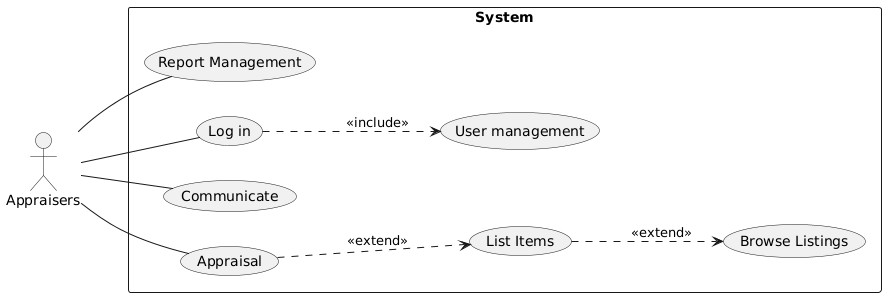 System
Report Management
Log in
«include»
User management
Appraisers
Communicate
Appraisal
«extend»
List Items
«extend»
Browse Listings